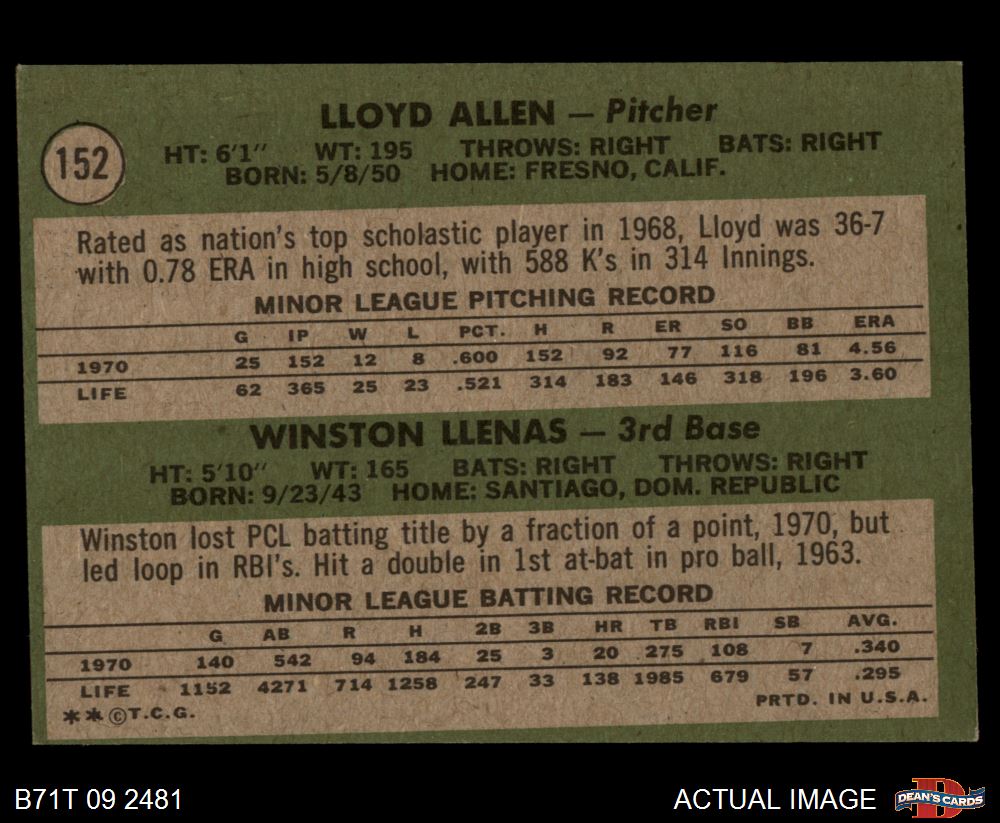 LLOYD ALLEN — Pitcher
152
HT: 6'1" WT: 195 THROWS: RIGHT BATS: RIGHT
BORN: 5/8/50 HOME: FRESNO, CALIF.
Rated as nation's top scholastic player in 1968, Lloyd was 36-7
with 0.78 ERA in high school, with 588 K's in 314 Innings.
MINOR LEAGUE PITCHING RECORD
G IP W L PCT. H R ER SO BB ERA
1970 25 152 12 8 .600 152 92 77 116 81 4.56
LIFE 62 365 25 23 .521 314 183 146 318 196 3.60
WINSTON LLENAS — 3rd Base
HT: 5'10" WT: 165 BATS: RIGHT THROWS: RIGHT
BORN: 9/23/43 HOME: SANTIAGO, DOM. REPUBLIC
Winston lost PCL batting title by a fraction of a point, 1970, but
led loop in RBI's. Hit a double in 1st at-bat in pro ball, 1963.
MINOR LEAGUE BATTING RECORD
G AB R H 2B 3B HR TB RBI SB AVG.
1970 140 542 94 184 25 3 20 275 108 7 .340
LIFE 1152 4271 714 1258 247 33 138 1985 679 57 .295
**©T.C.G. PRTD. IN U.S.A.
B71T 09 2481 ACTUAL IMAGE DEAN'S CARDS